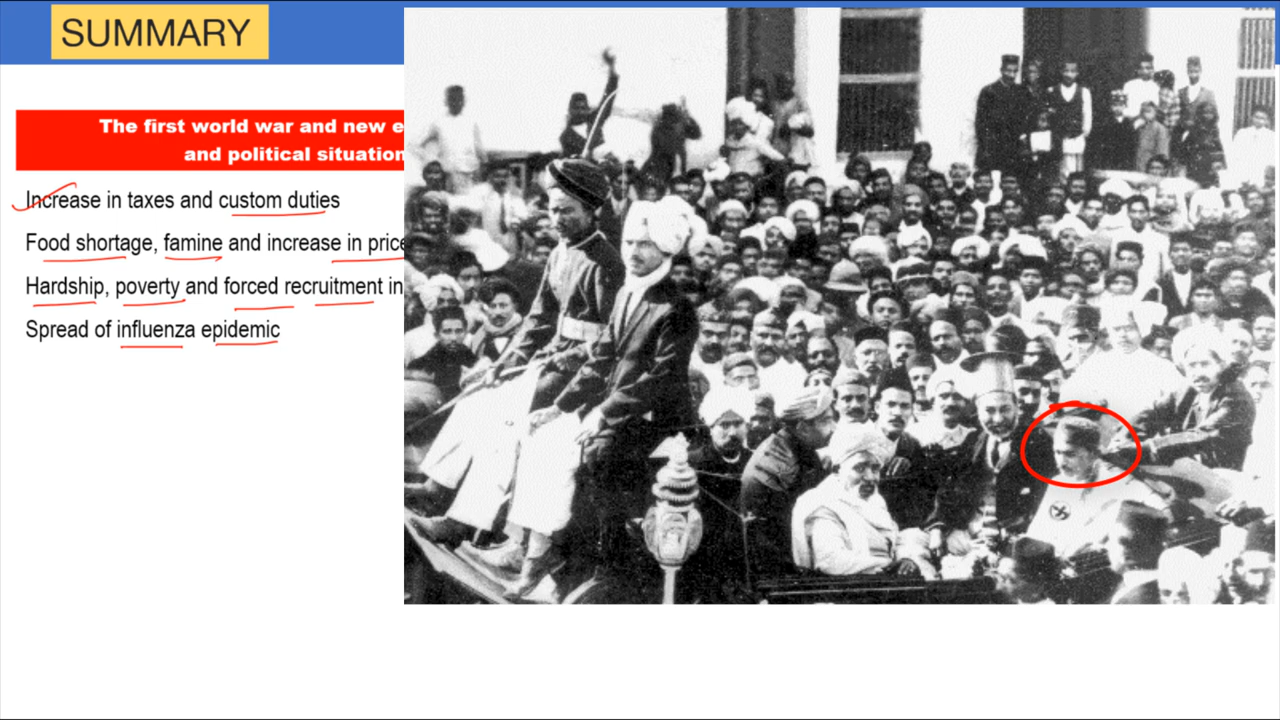 SUMMARY
The first world war and new e
and political situation
Increase in taxes and custom duties
Food shortage, famine and increase in price
Hardship, poverty and forced recruitment in
Spread of influenza epidemic